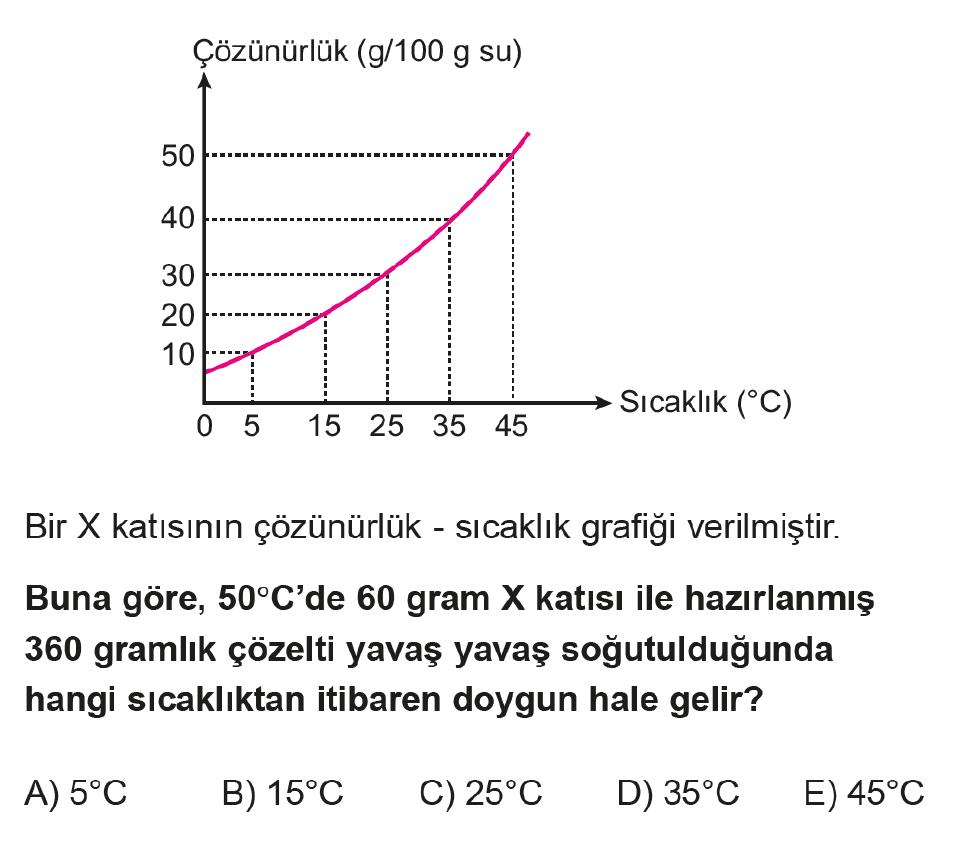 Çözünürlük (g/100 g su)
50
40
30
20
10
0 5 15 25 35 45
Sıcaklık (°C)
Bir X katısının çözünürlük - sıcaklık grafiği verilmiştir.
Buna göre, 50°C’de 60 gram X katısı ile hazırlanmış
360 gramlık çözelti yavaş yavaş soğutulduğunda
hangi sıcaklıktan itibaren doygun hale gelir?
A) 5°C B) 15°C C) 25°C D) 35°C E) 45°C